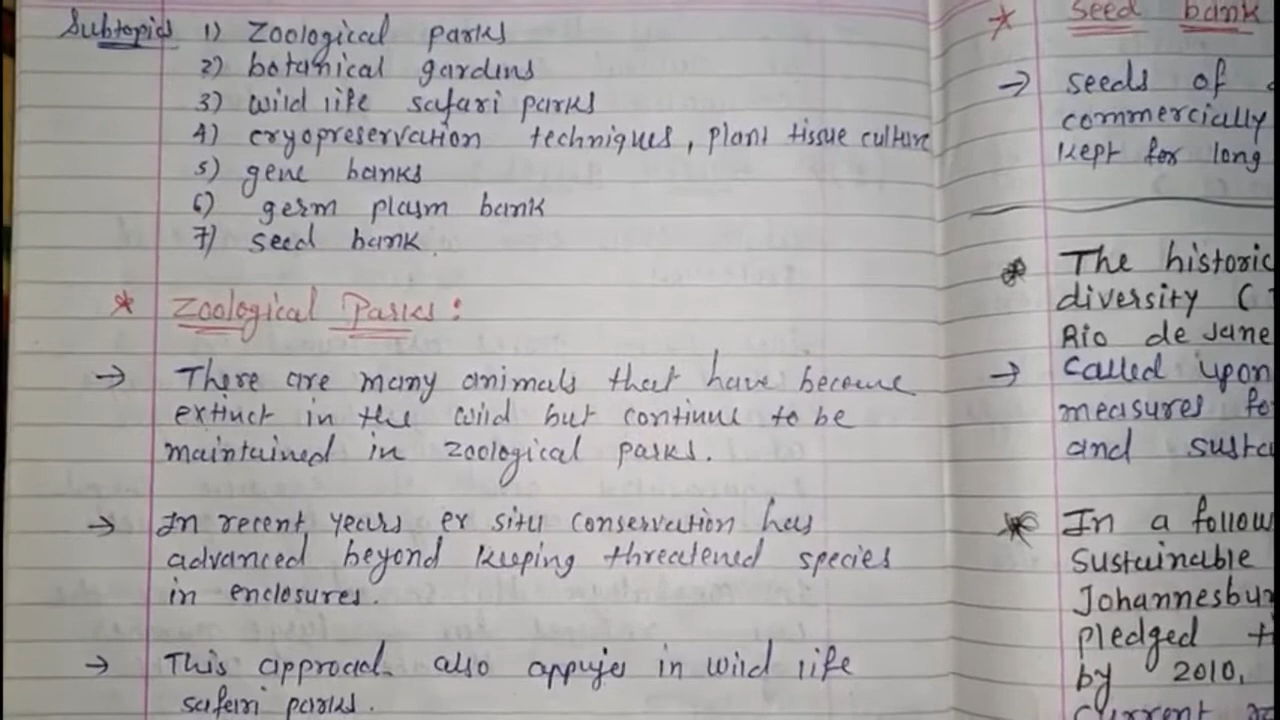 Subtopics 1) Zoological parks
2) botanical gardens
3) wild life safari parks
4) cryopreservation techniques, plant tissue culture
5) gene banks
6) germ plasm bank
7) seed bank.
* Zoological Parks:
→ There are many animals that have become
extinct in the wild but continue to be
maintained in zoological parks.
→ In recent years ex situ conservation has
advanced beyond keeping threatened species
in enclosures.
→ This approach also in wild life
safari parks.
* Seed bank
→ seeds of
commercially
kept for long
* The historic
diversity (
Rio de Jane
→ called upon
measures fo
and susta
* In a follow
Sustainable
Johannesbur
pledged t
by 2010,
current